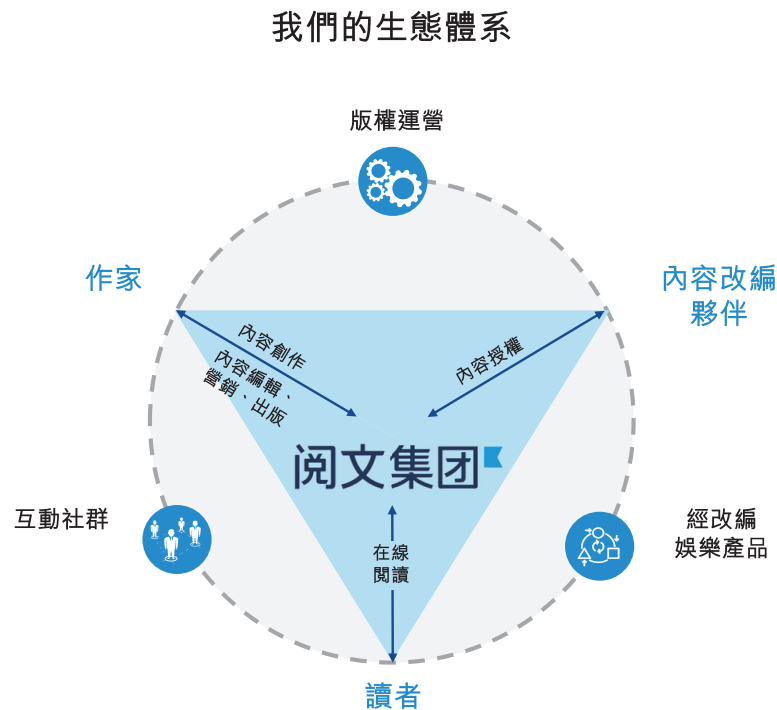 我們的生態體系
版權運營
作家
內容改編
夥伴
內容創作
內容編輯、
營銷、出版
內容授權
阅文集团
互動社群
經改編
娛樂產品
在線
閱讀
讀者